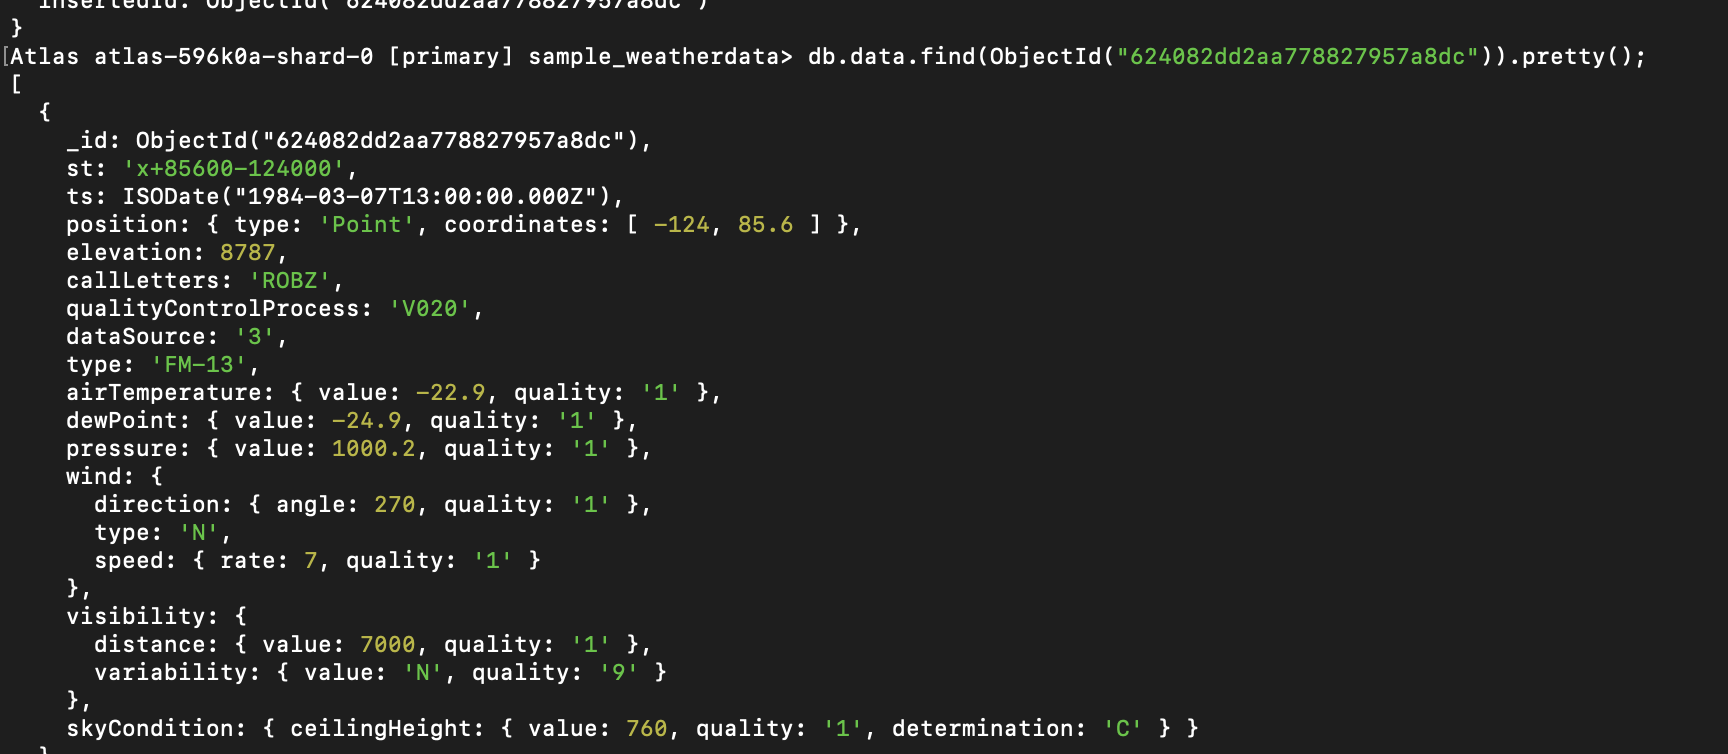 insertedId: ObjectId("624082dd2aa778827957a8dc")
}
[Atlas atlas-596k0a-shard-0 [primary] sample_weatherdata> db.data.find(ObjectId("624082dd2aa778827957a8dc")).pretty();
[
  {
    _id: ObjectId("624082dd2aa778827957a8dc"),
    st: 'x+85600-124000',
    ts: ISODate("1984-03-07T13:00:00.000Z"),
    position: { type: 'Point', coordinates: [ -124, 85.6 ] },
    elevation: 8787,
    callLetters: 'ROBZ',
    qualityControlProcess: 'V020',
    dataSource: '3',
    type: 'FM-13',
    airTemperature: { value: -22.9, quality: '1' },
    dewPoint: { value: -24.9, quality: '1' },
    pressure: { value: 1000.2, quality: '1' },
    wind: {
      direction: { angle: 270, quality: '1' },
      type: 'N',
      speed: { rate: 7, quality: '1' }
    },
    visibility: {
      distance: { value: 7000, quality: '1' },
      variability: { value: 'N', quality: '9' }
    },
    skyCondition: { ceilingHeight: { value: 760, quality: '1', determination: 'C' } }
  }